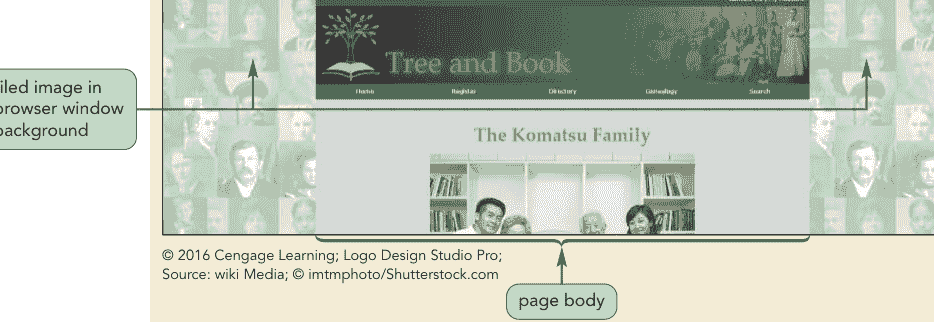 Tree and Book
Home Register Directory Genealogy Search
iled image in
browser window
background
The Komatsu Family
© 2016 Cengage Learning; Logo Design Studio Pro;
Source: wiki Media; © imtmphoto/Shutterstock.com
page body